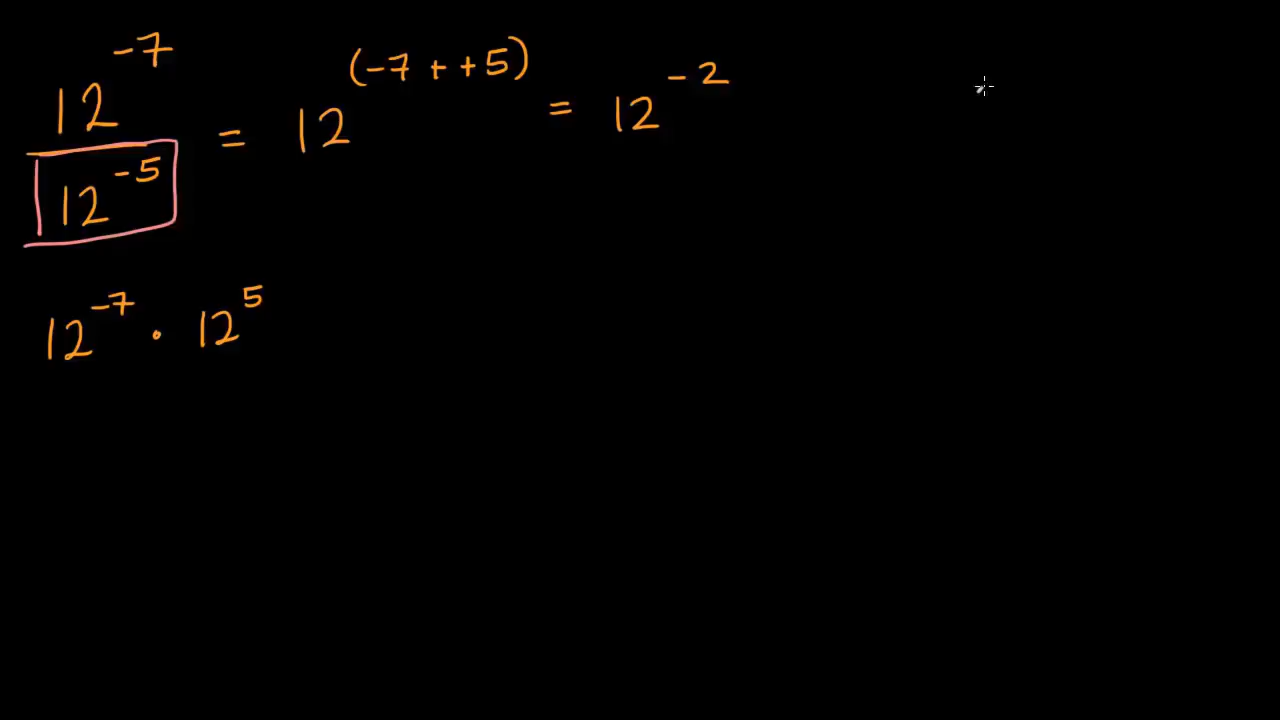 12^-7 / 12^-5 = 12^(-7 + +5) = 12^-2
12^-7 · 12^5